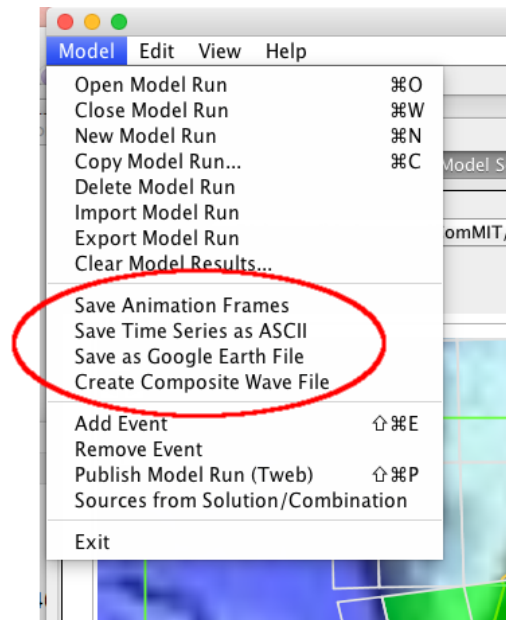 Model Edit View Help
Open Model Run ⌘O
Close Model Run ⌘W
New Model Run ⌘N
Copy Model Run... ⌘C
Model S
Delete Model Run
Import Model Run
omMIT/
Export Model Run
Clear Model Results...
Save Animation Frames
Save Time Series as ASCII
Save as Google Earth File
Create Composite Wave File
Add Event ⇧⌘E
Remove Event
Publish Model Run (Tweb) ⇧⌘P
Sources from Solution/Combination
Exit